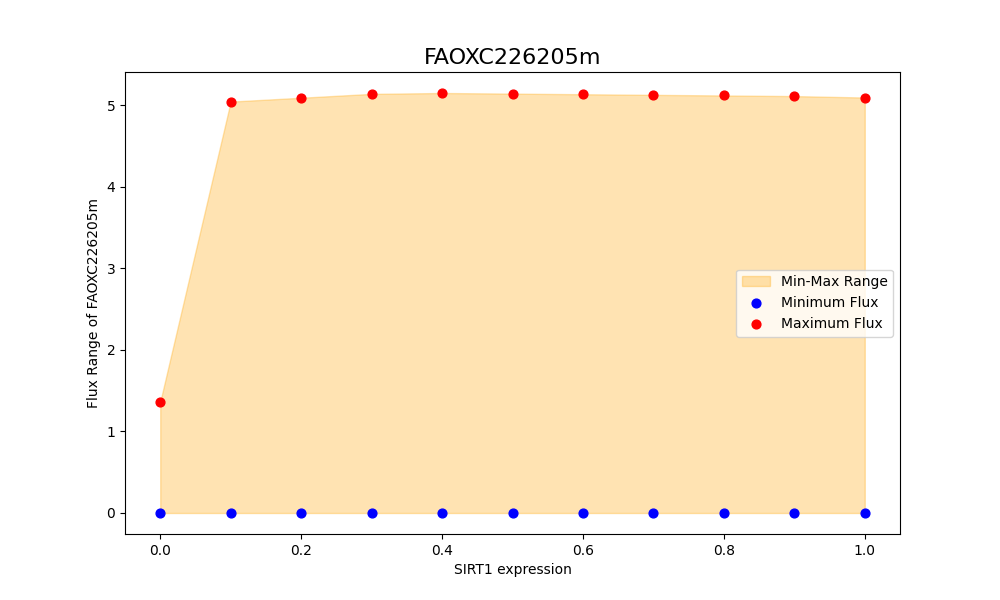 FAOXC226205m
Flux Range of FAOXC226205m
5
4
3
2
1
0
Min-Max Range
Minimum Flux
Maximum Flux
0.0 0.2 0.4 0.6 0.8 1.0
SIRT1 expression